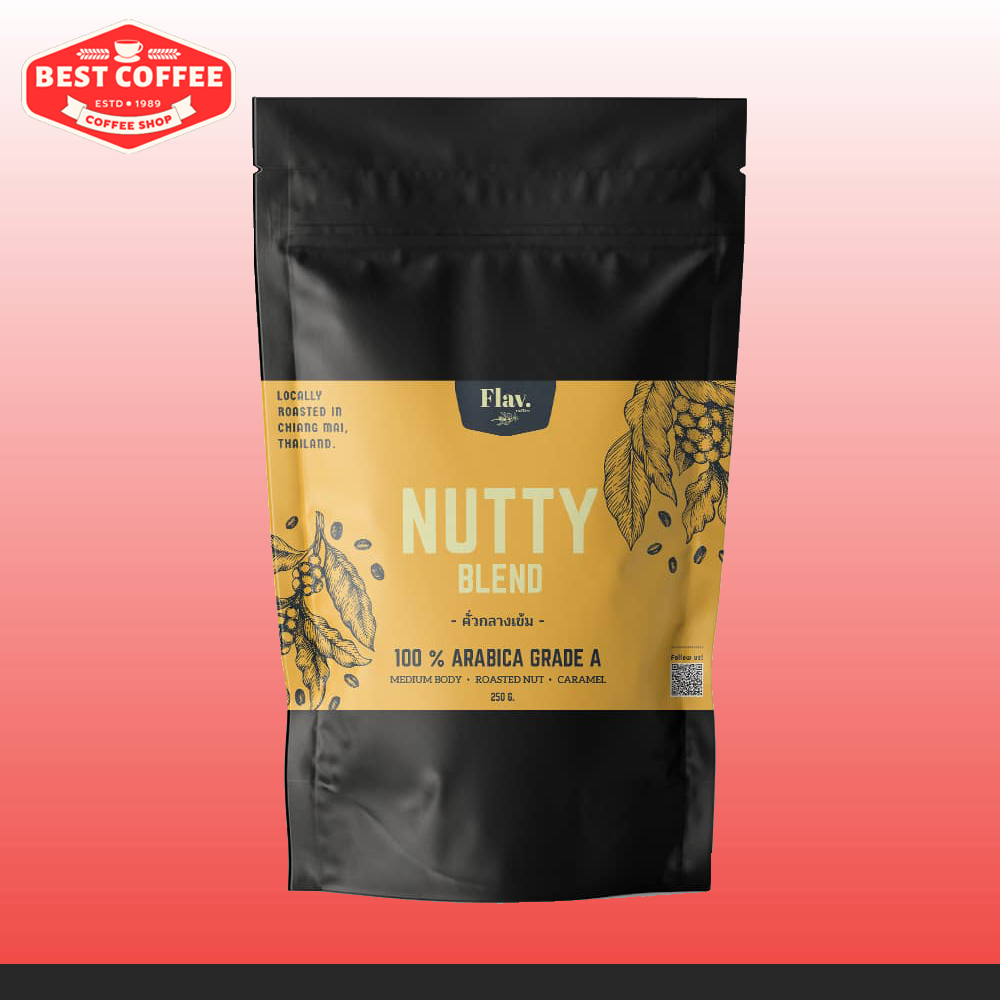 BEST COFFEE
ESTD • 1989
COFFEE SHOP
LOCALLY
ROASTED IN
CHIANG MAI,
THAILAND.
Flav.
coffee
NUTTY
BLEND
- คั่วกลางเข้ม -
100 % ARABICA GRADE A
MEDIUM BODY • ROASTED NUT • CARAMEL
250 G.
Follow us!